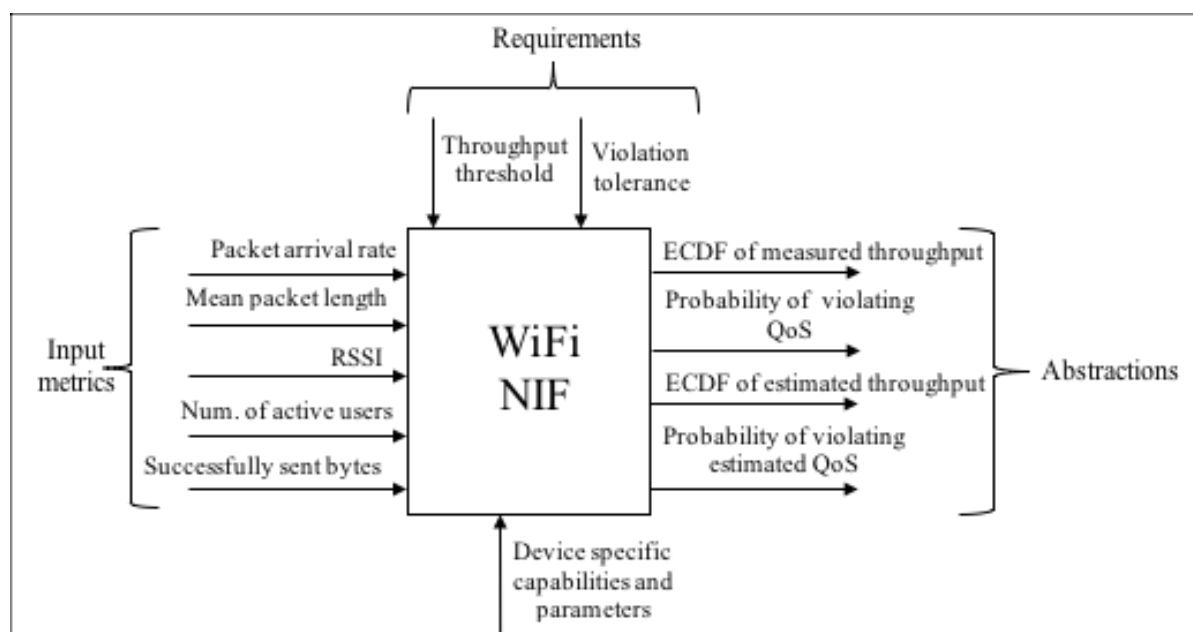 Requirements
Throughput
threshold
Violation
tolerance
Input
metrics
Packet arrival rate
Mean packet length
RSSI
Num. of active users
Successfully sent bytes
WiFi
NIF
ECDF of measured throughput
Probability of violating
QoS
ECDF of estimated throughput
Probability of violating
estimated QoS
Abstractions
Device specific
capabilities and
parameters